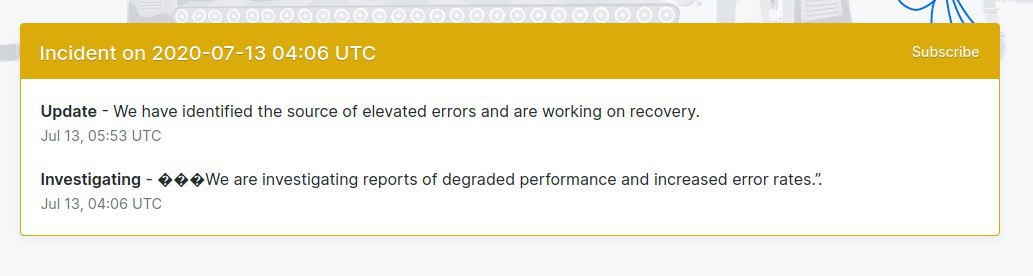 Incident on 2020-07-13 04:06 UTC
Subscribe
Update - We have identified the source of elevated errors and are working on recovery.
Jul 13, 05:53 UTC
Investigating - ���We are investigating reports of degraded performance and increased error rates.”.
Jul 13, 04:06 UTC